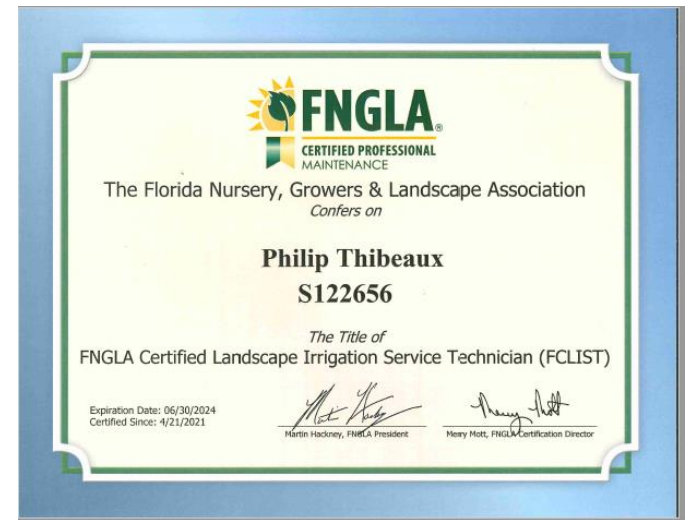 FNGLA®
CERTIFIED PROFESSIONAL
MAINTENANCE
The Florida Nursery, Growers & Landscape Association
Confers on
Philip Thibeaux
S122656
The Title of
FNGLA Certified Landscape Irrigation Service Technician (FCLIST)
Expiration Date: 06/30/2024
Certified Since: 4/21/2021
Martin Hackney, FNGLA President
Merry Mott, FNGLA Certification Director